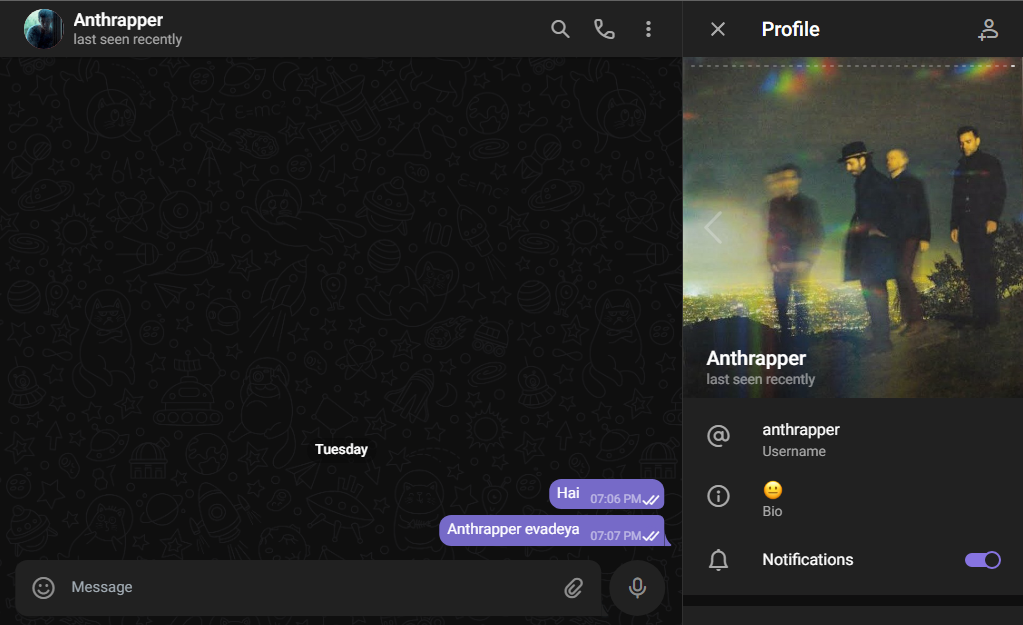 Anthrapper
last seen recently
Tuesday
Hai 07:06 PM
Anthrapper evadeya 07:07 PM
Message
Profile
Anthrapper
last seen recently
anthrapper
Username
😐
Bio
Notifications